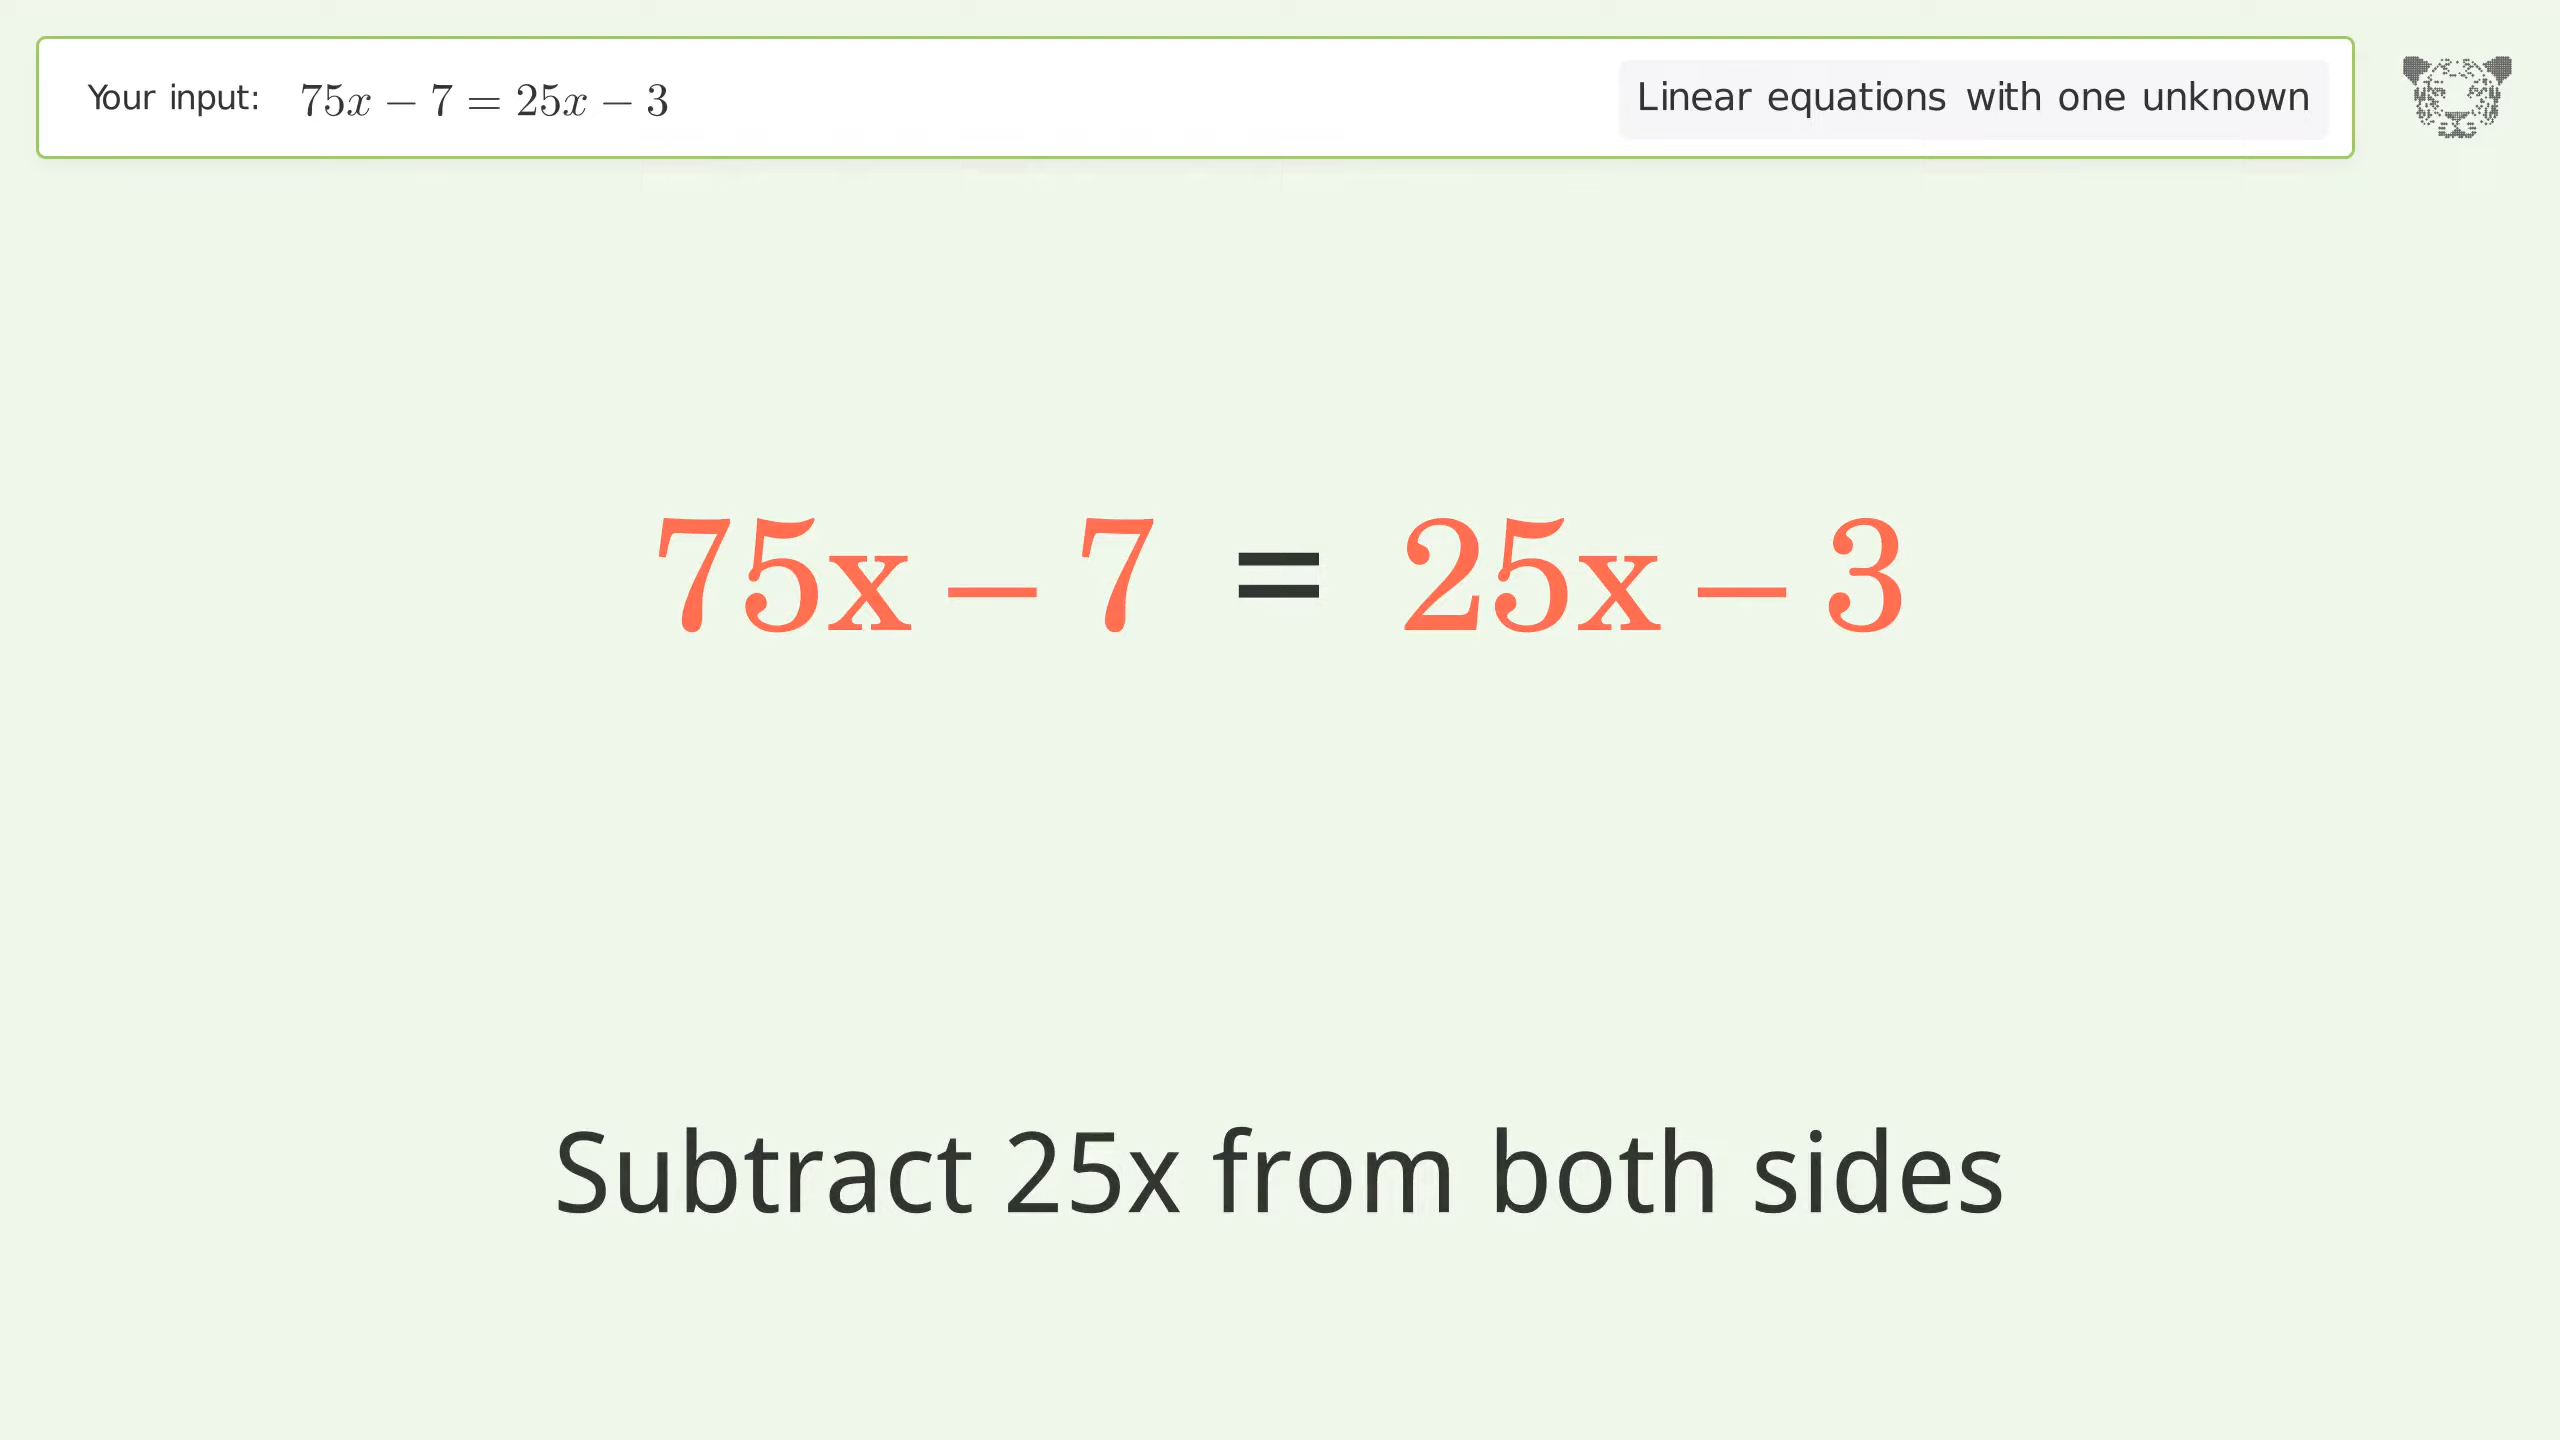 Your input: 75x − 7 = 25x − 3
Linear equations with one unknown
75x − 7 = 25x − 3
Subtract 25x from both sides